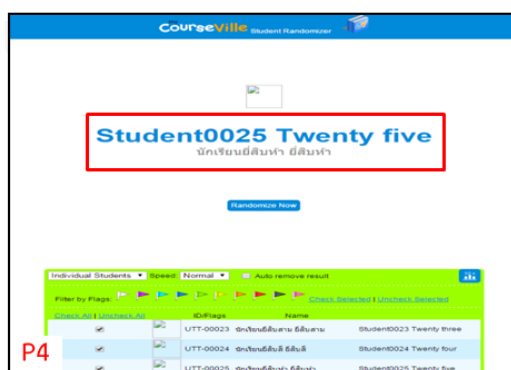 CourseVille Student Randomizer
Student0025 Twenty five
นักเรียนยี่สิบห้า ยี่สิบห้า
Randomize Now
Individual Students Speed: Normal Auto remove result
Filter by Flags: Check Selected | Uncheck Selected
Check All | Uncheck All ID/Flags Name
UTT-00023 นักเรียนยี่สิบสาม ยี่สิบสาม Student0023 Twenty three
UTT-00024 นักเรียนยี่สิบสี่ ยี่สิบสี่ Student0024 Twenty four
UTT-00025 นักเรียนยี่สิบห้า ยี่สิบห้า Student0025 Twenty five
P4